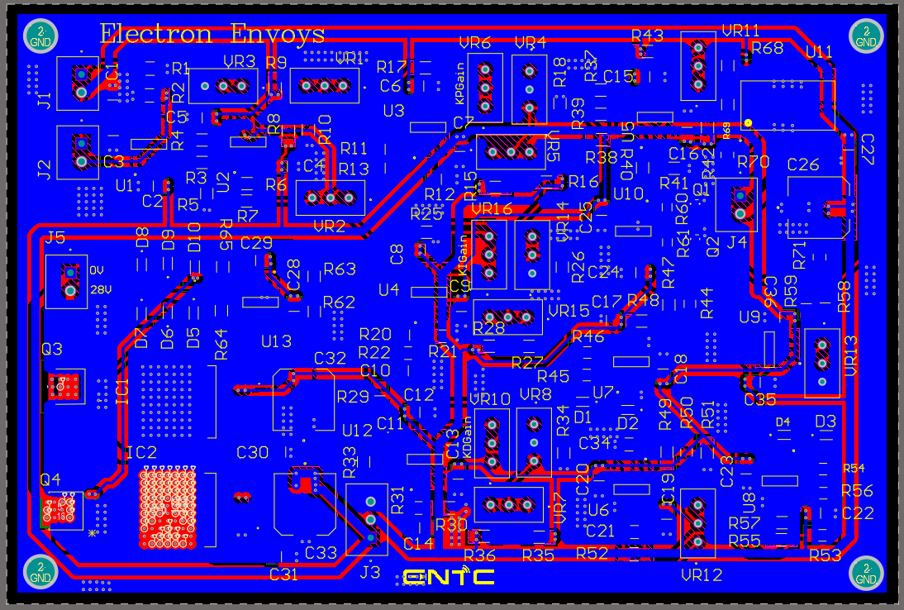 Electron Envoys
2
GND
2
GND
VR11
U11
R43
R68
VR6
VR4
R37
R18
C15
KPGain
R39
R17
C6
U3
VR1
R9
VR3
R1
R2
J1
C5
R4
R8
R10
C7
VR5
U5
R40
R38
C16
R42
R69
R70
C27
C26
J2
C3
U1
C2
R3
R5
U2
R7
R6
C4
R13
R11
VR2
R12
R15
R16
U10
R41
Q1
R60
J4
R25
VR16
VR14
C25
KIGain
R61
Q2
R71
J5
0V
28V
D8
D9
D10
R65
C29
C28
R63
R62
C8
U4
C9
R26
C24
R47
C17
R48
R44
VR15
R28
R46
U9
R59
R58
D7
D6
D5
R64
U13
R20
R22
C10
R21
R27
R45
C18
VR13
C35
Q3
IC1
C32
R29
C12
C11
VR10
VR8
KDGain
R34
D1
U7
D2
C34
R49
R50
R51
D4
D3
IC2
C30
U12
R33
C13
C20
C19
C23
R54
R56
Q4
R31
U6
VR7
U8
C22
R57
R55
R53
C21
R30
C14
R36
R35
R52
C33
C31
J3
VR12
ENTC
2
GND
2
GND